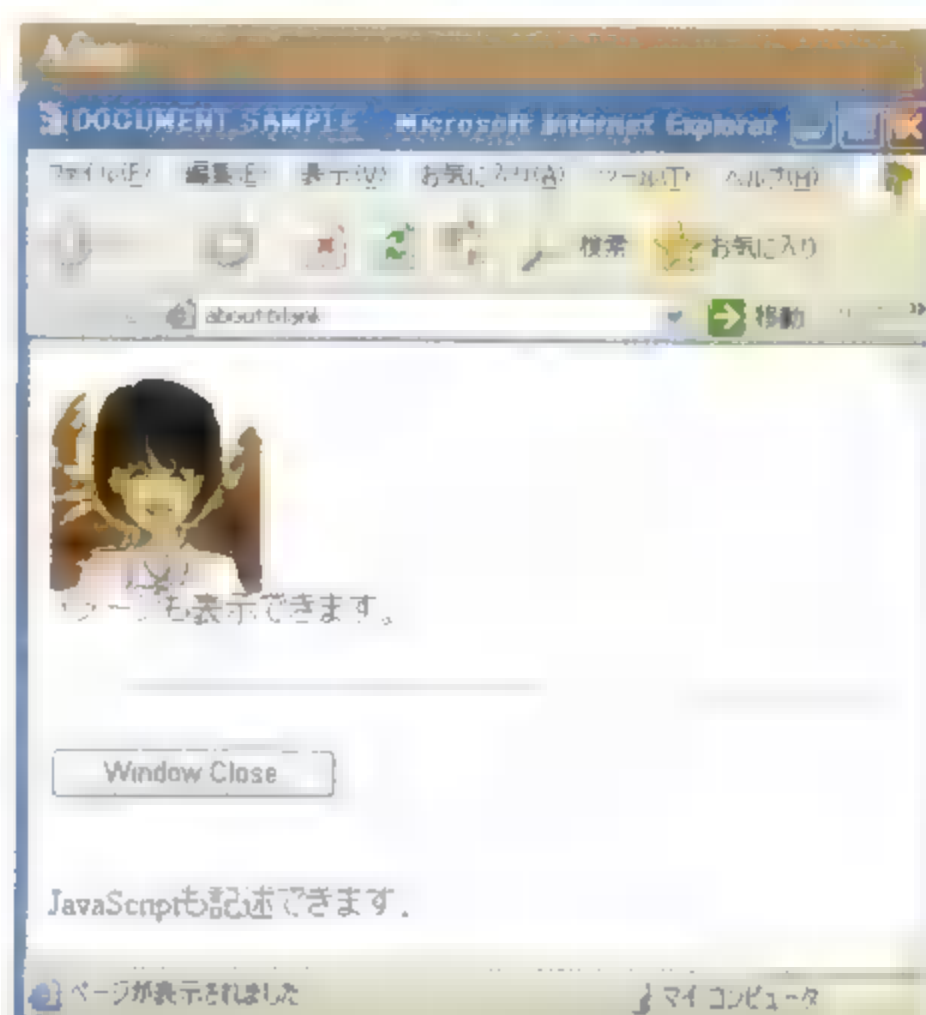 DOCUMENT SAMPLE Microsoft Internet Explorer
ファイル(F) 編集(E) 表示(V) お気に入り(A) ツール(T) ヘルプ(H)
検索 お気に入り
about:blank 移動
も表示できます。
Window Close
JavaScriptも記述できます.
ページが表示されました マイ コンピュータ